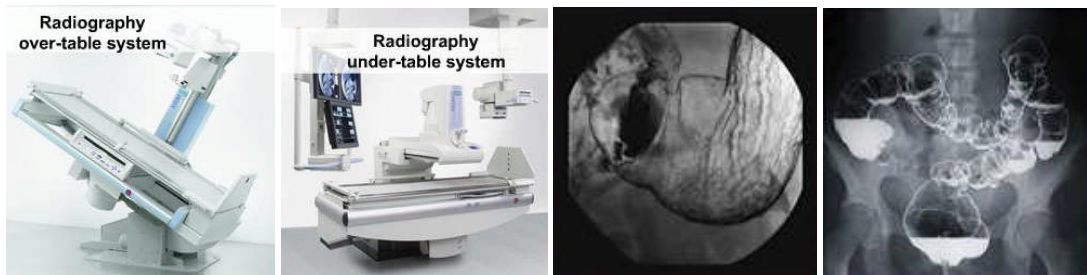 Radiography
over-table system
Radiography
under-table system